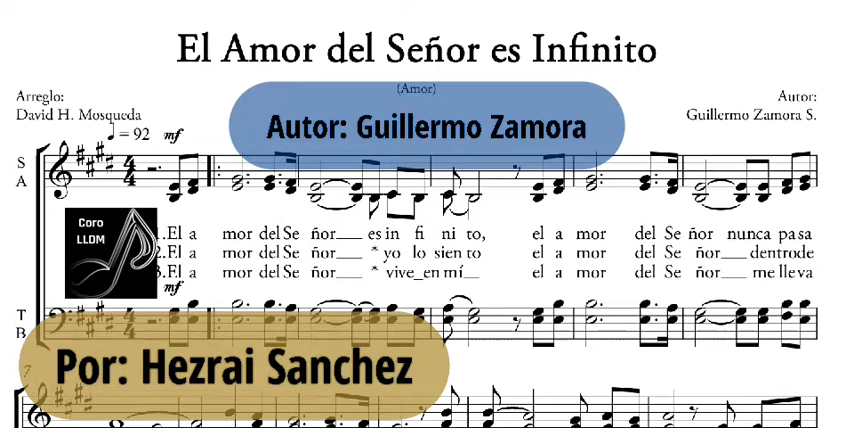 El Amor del Señor es Infinito
(Amor)
Arreglo:
David H. Mosqueda
Autor:
Guillermo Zamora S.
Autor: Guillermo Zamora
♩ = 92 mf
S
A
Coro
LLDM
1.El a mor del Se ñor es in fi ni to, el a mor del Se ñor nunca pa sa
2.El a mor del Se ñor * yo lo sien to el a mor del Se ñor dentro de
3.El a mor del Se ñor * vive_en mí el a mor del Se ñor me lle va
mf
T
B
Por: Hezrai Sanchez
7